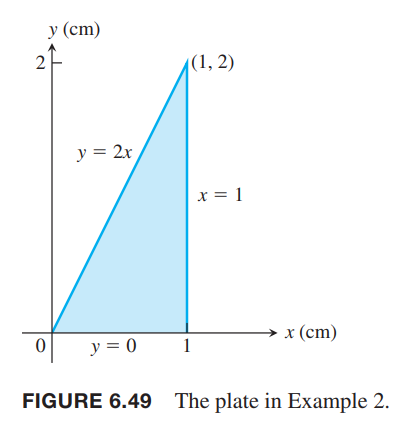 y (cm)
2
(1, 2)
y = 2x
x = 1
x (cm)
0
y = 0
1
FIGURE 6.49 The plate in Example 2.